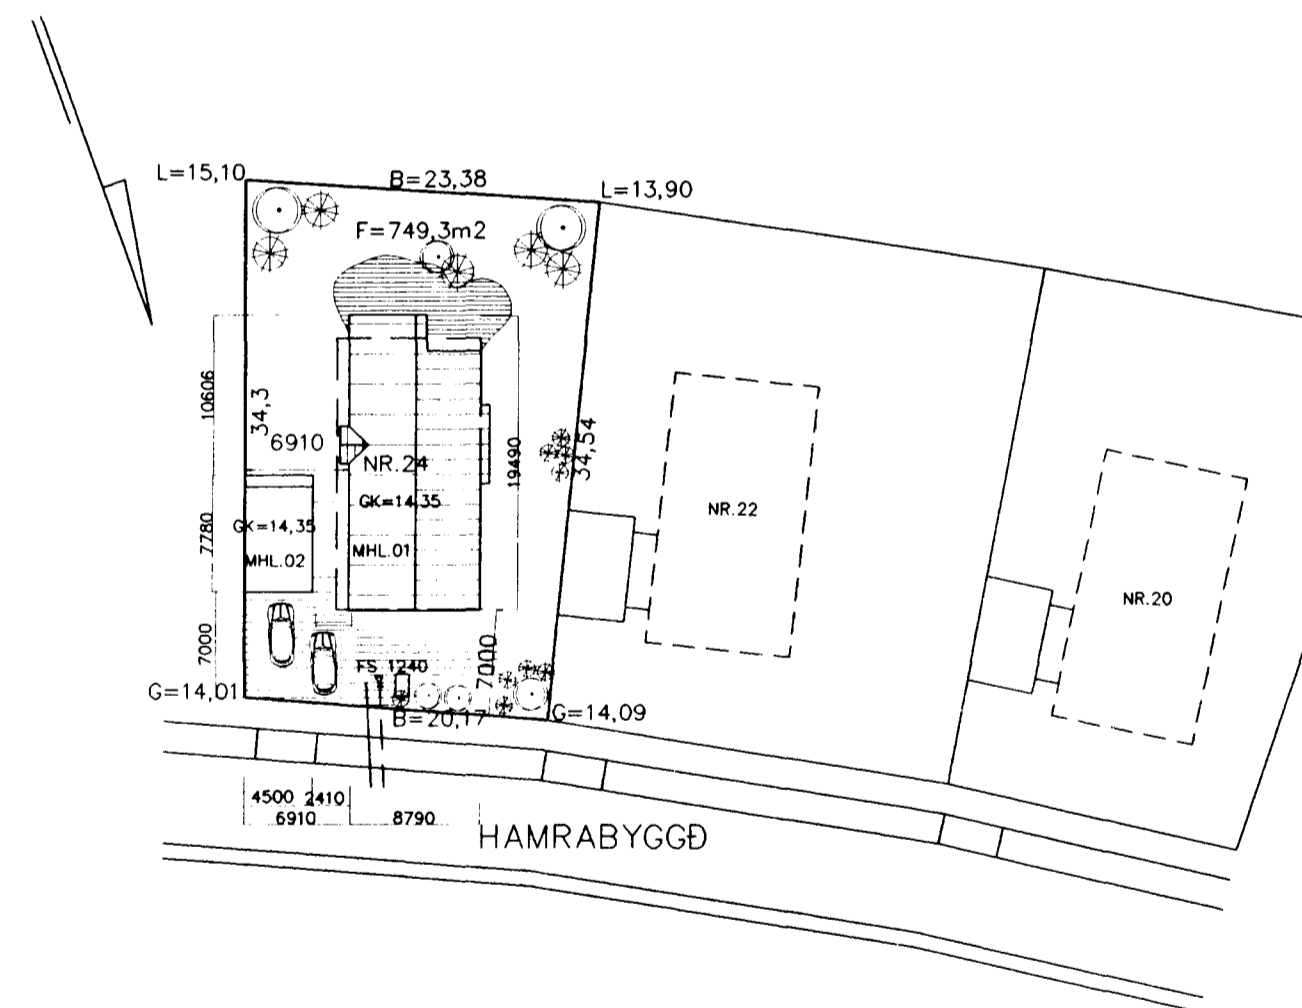 L=15,10
B=23,38
L=13,90
F=749,3m2
10606
34,3
6910
NR.24
19490
34,54
GK=14,35
NR.22
7780
GK=14,35
MHL.01
MHL.02
NR.20
7000
FS 1240
7000
G=14,01
B=20,17
G=14,09
4500 2410
6910
8790
HAMRABYGGÐ